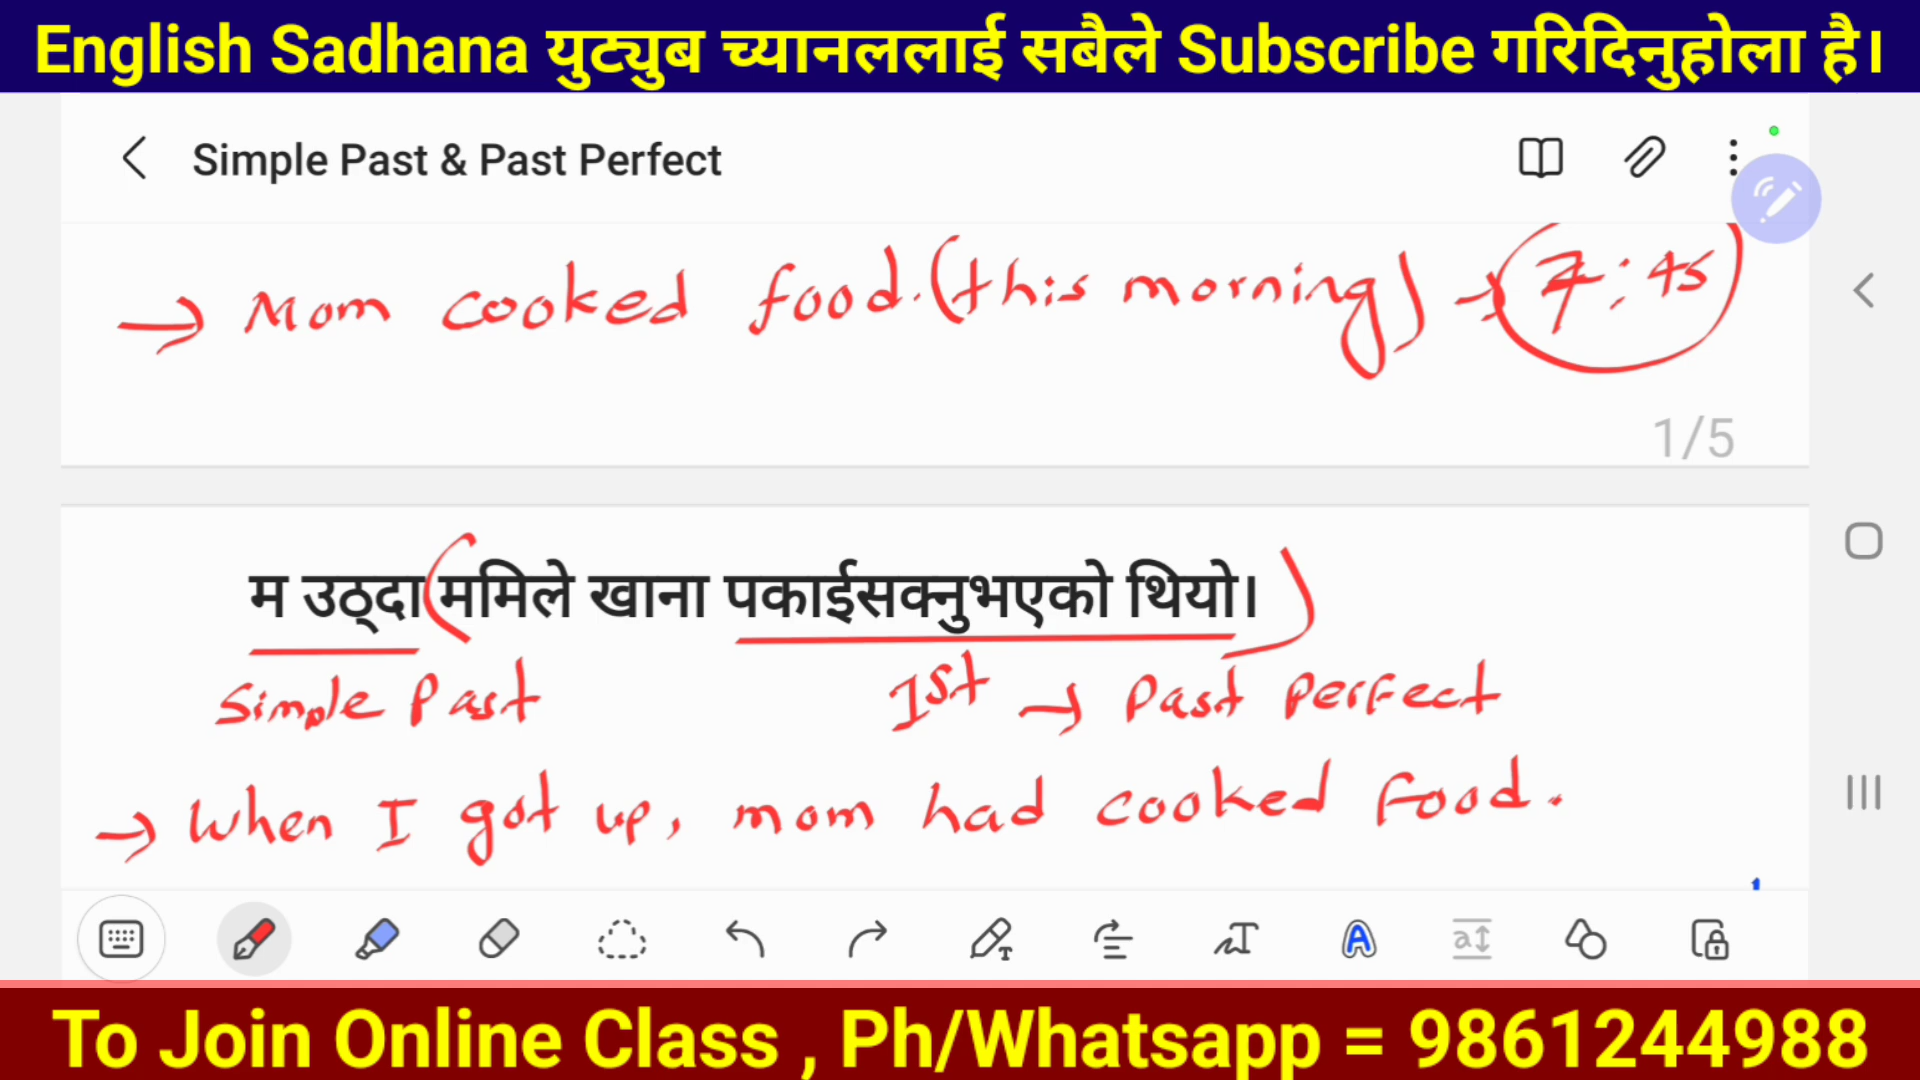 English Sadhana युट्युब च्यानललाई सबैले Subscribe गरिदिनुहोला है।
Simple Past & Past Perfect
→ Mom cooked food. (this morning) → 7:45
1/5
म उठ्दा (ममिले खाना पकाईसक्नुभएको थियो।)
Simple Past 1st → Past Perfect
→ When I got up, mom had cooked food.
To Join Online Class , Ph/Whatsapp = 9861244988